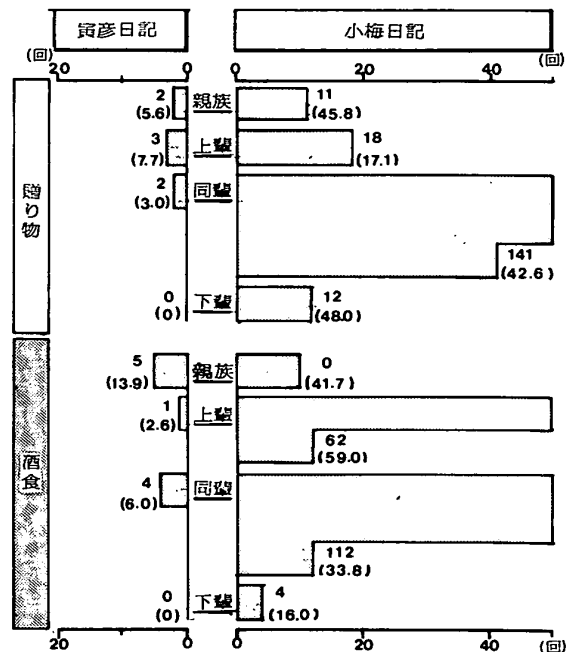 寅彦日記 小梅日記
(回) 20 0 0 20 40 (回)
贈り物
2 親族 11
(5.6) (45.8)
3 上輩 18
(7.7) (17.1)
2 同輩
(3.0)
141
(42.6)
0 下輩 12
(0) (48.0)
酒食
5 親族 0
(13.9) (41.7)
1 上輩
(2.6)
62
(59.0)
4 同輩
(6.0)
112
(33.8)
0 下輩 4
(0) (16.0)
20 0 0 20 40 (回)